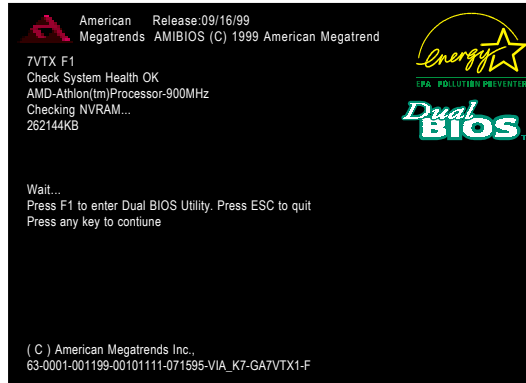 American Release:09/16/99
Megatrends AMIBIOS (C) 1999 American Megatrend
7VTX F1
Check System Health OK
AMD-Athlon(tm)Processor-900MHz
Checking NVRAM...
262144KB
energy
EPA POLLUTION PREVENTER
Dual
BIOS TM
Wait...
Press F1 to enter Dual BIOS Utility. Press ESC to quit
Press any key to contiune
( C ) American Megatrends Inc.,
63-0001-001199-00101111-071595-VIA_K7-GA7VTX1-F